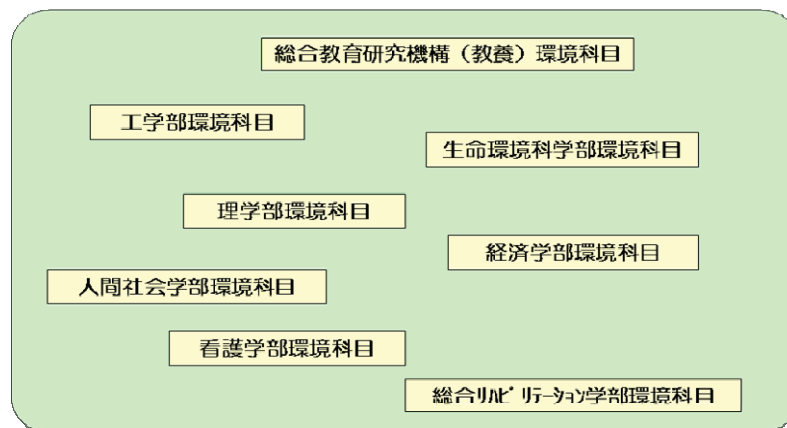 総合教育研究機構（教養）環境科目
工学部環境科目
生命環境科学部環境科目
理学部環境科目
経済学部環境科目
人間社会学部環境科目
看護学部環境科目
総合ﾘﾊﾋﾞﾘﾃｰｼｮﾝ学部環境科目